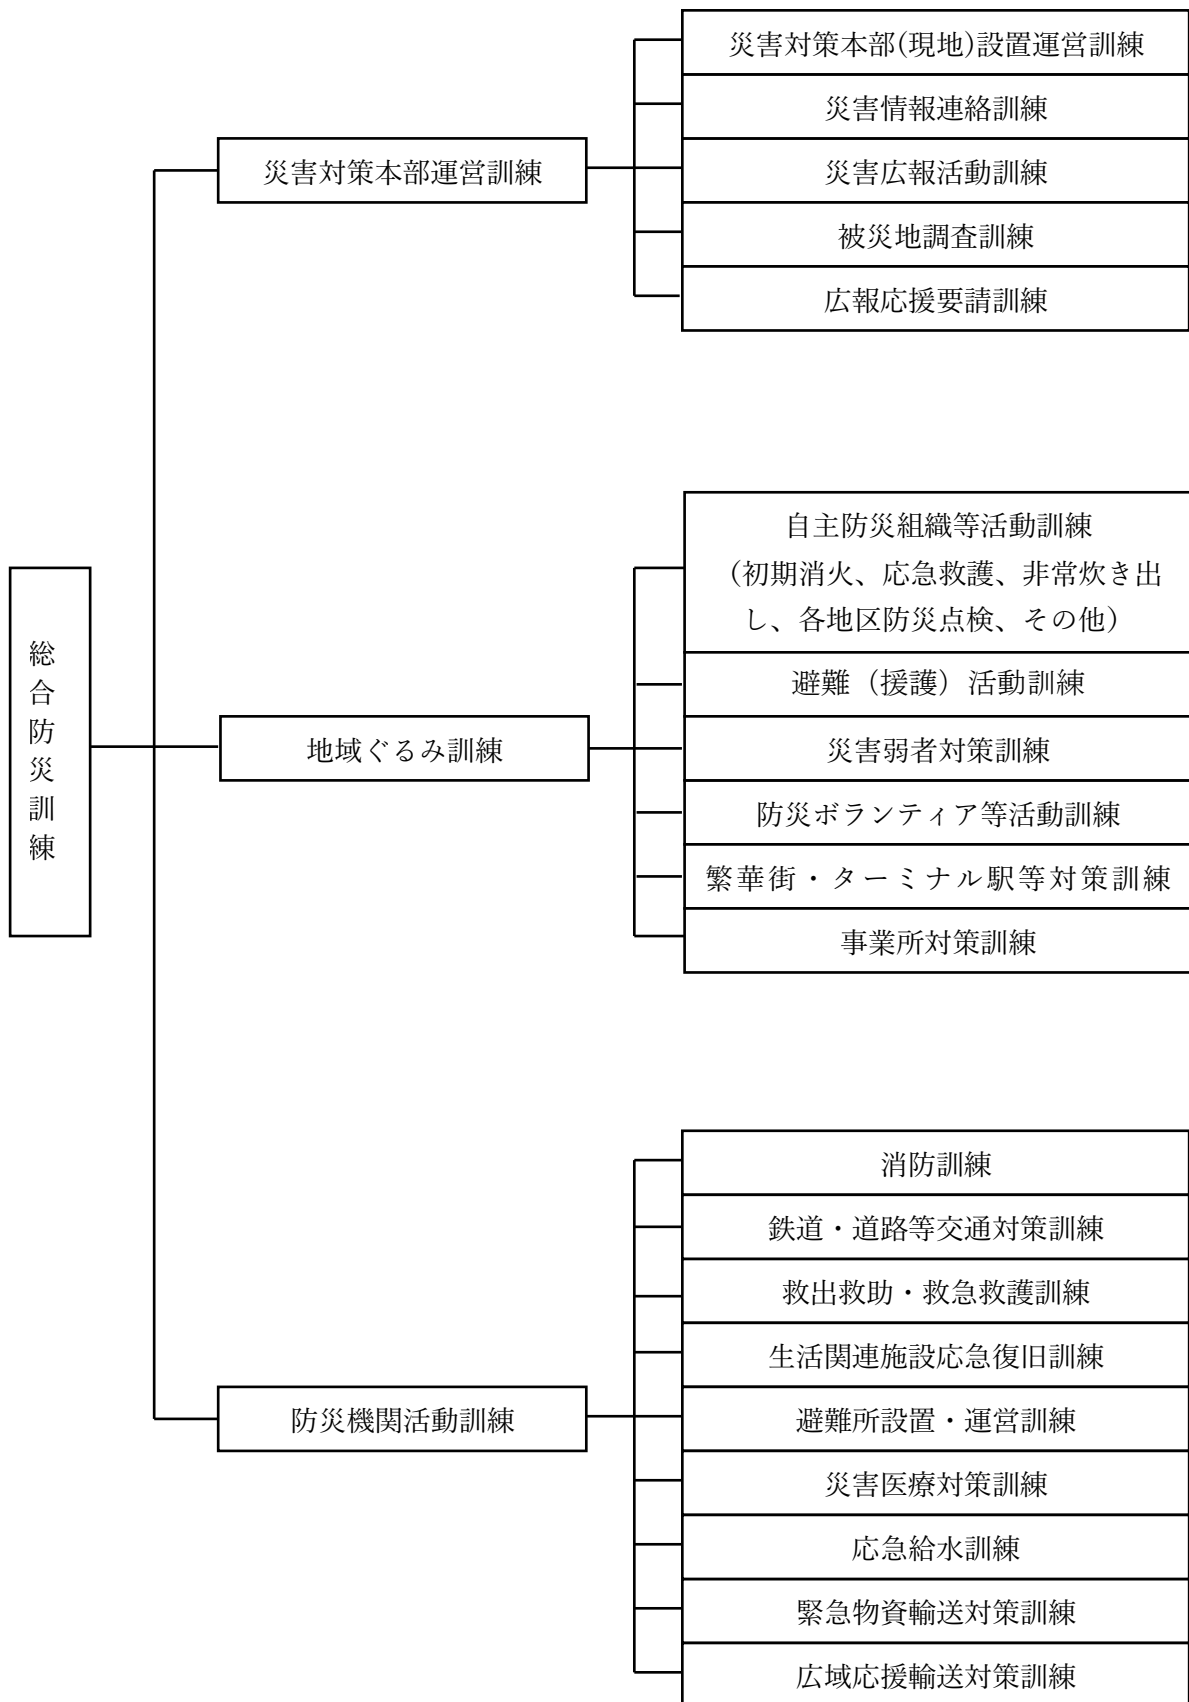 総合防災訓練
災害対策本部運営訓練
災害対策本部(現地)設置運営訓練
災害情報連絡訓練
災害広報活動訓練
被災地調査訓練
広報応援要請訓練
地域ぐるみ訓練
自主防災組織等活動訓練
（初期消火、応急救護、非常炊き出
し、各地区防災点検、その他）
避難（援護）活動訓練
災害弱者対策訓練
防災ボランティア等活動訓練
繁華街・ターミナル駅等対策訓練
事業所対策訓練
防災機関活動訓練
消防訓練
鉄道・道路等交通対策訓練
救出救助・救急救護訓練
生活関連施設応急復旧訓練
避難所設置・運営訓練
災害医療対策訓練
応急給水訓練
緊急物資輸送対策訓練
広域応援輸送対策訓練